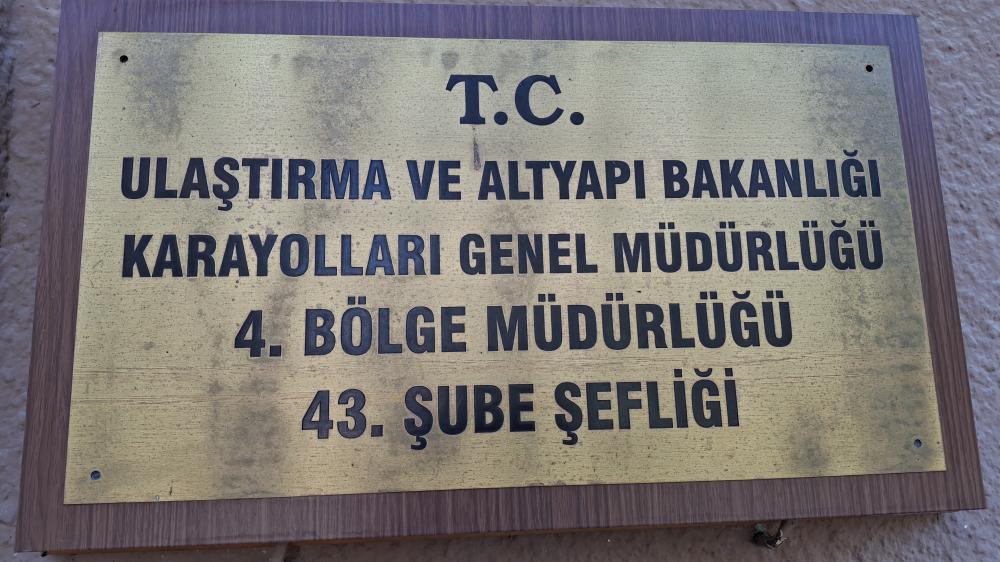 T.C.
ULAŞTIRMA VE ALTYAPI BAKANLIĞI
KARAYOLLARI GENEL MÜDÜRLÜĞÜ
4. BÖLGE MÜDÜRLÜĞÜ
43. ŞUBE ŞEFLİĞİ